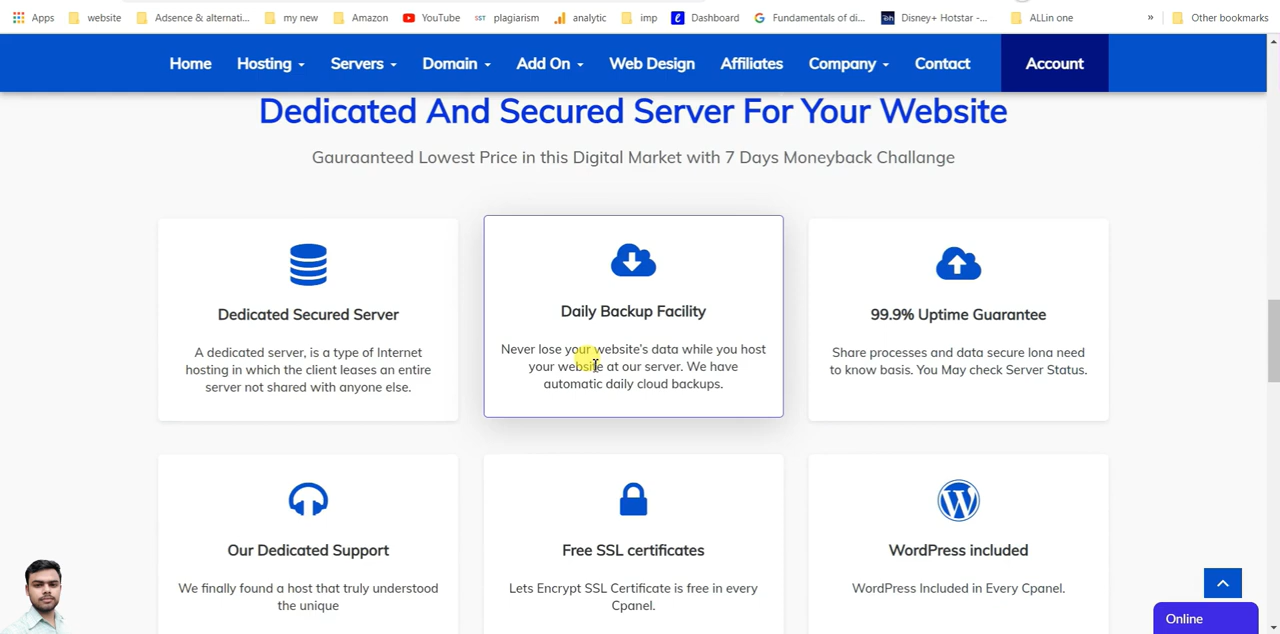 Apps website Adsence & alternati... my new Amazon YouTube SST plagiarism analytic imp Dashboard Fundamentals of di... Disney+ Hotstar -... ALLin one » Other bookmarks
Home Hosting Servers Domain Add On Web Design Affiliates Company Contact Account
Dedicated And Secured Server For Your Website
Gauraanteed Lowest Price in this Digital Market with 7 Days Moneyback Challange
Dedicated Secured Server
A dedicated server, is a type of Internet
hosting in which the client leases an entire
server not shared with anyone else.
Daily Backup Facility
Never lose your website's data while you host
your website at our server. We have
automatic daily cloud backups.
99.9% Uptime Guarantee
Share processes and data secure lona need
to know basis. You May check Server Status.
Our Dedicated Support
We finally found a host that truly understood
the unique
Free SSL certificates
Lets Encrypt SSL Certificate is free in every
Cpanel.
WordPress included
WordPress Included in Every Cpanel.
Online